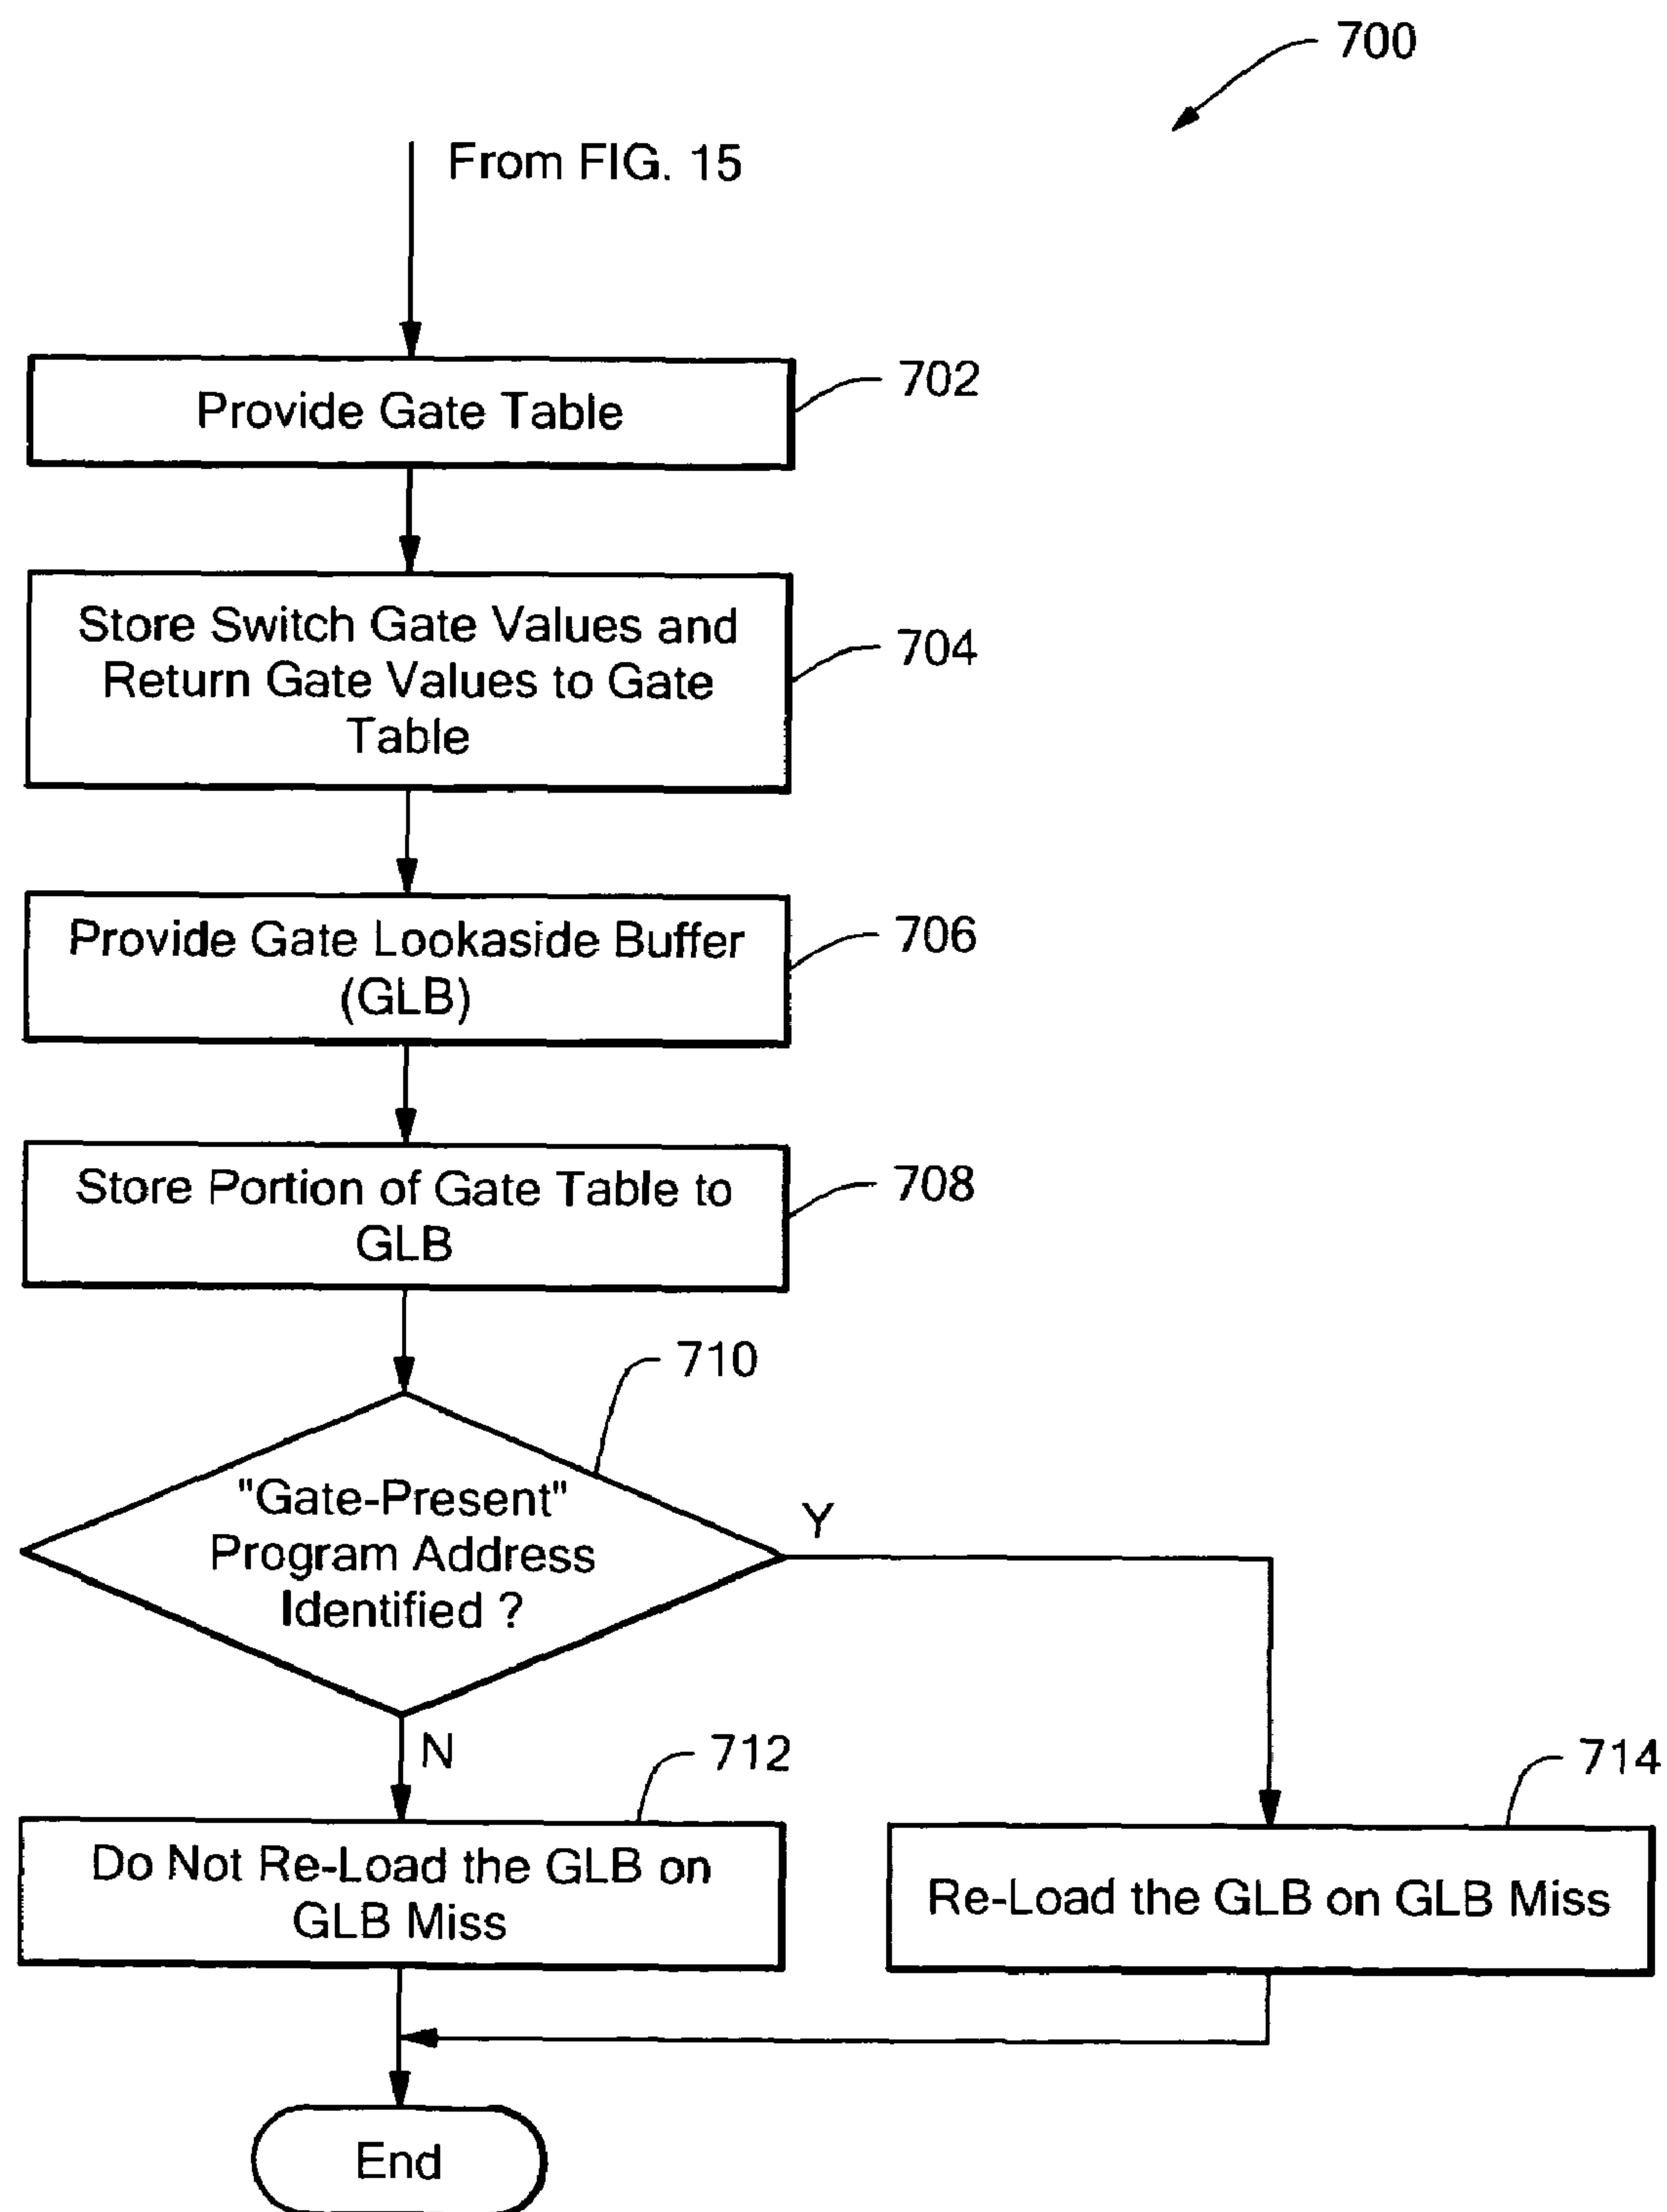 700
From FIG. 15
Provide Gate Table
702
Store Switch Gate Values and
Return Gate Values to Gate
Table
704
Provide Gate Lookaside Buffer
(GLB)
706
Store Portion of Gate Table to
GLB
708
710
"Gate-Present"
Program Address
Identified ?
Y
N
712
714
Do Not Re-Load the GLB on
GLB Miss
Re-Load the GLB on GLB Miss
End